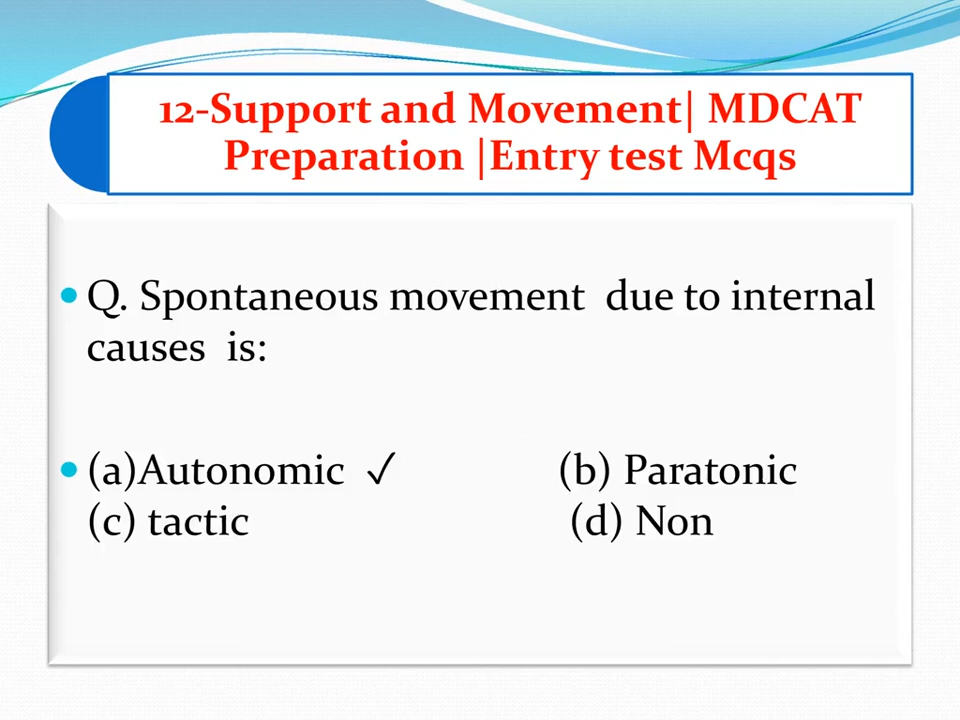 12-Support and Movement| MDCAT
Preparation |Entry test Mcqs
• Q. Spontaneous movement due to internal
causes is:
• (a)Autonomic ✓ (b) Paratonic
(c) tactic (d) Non